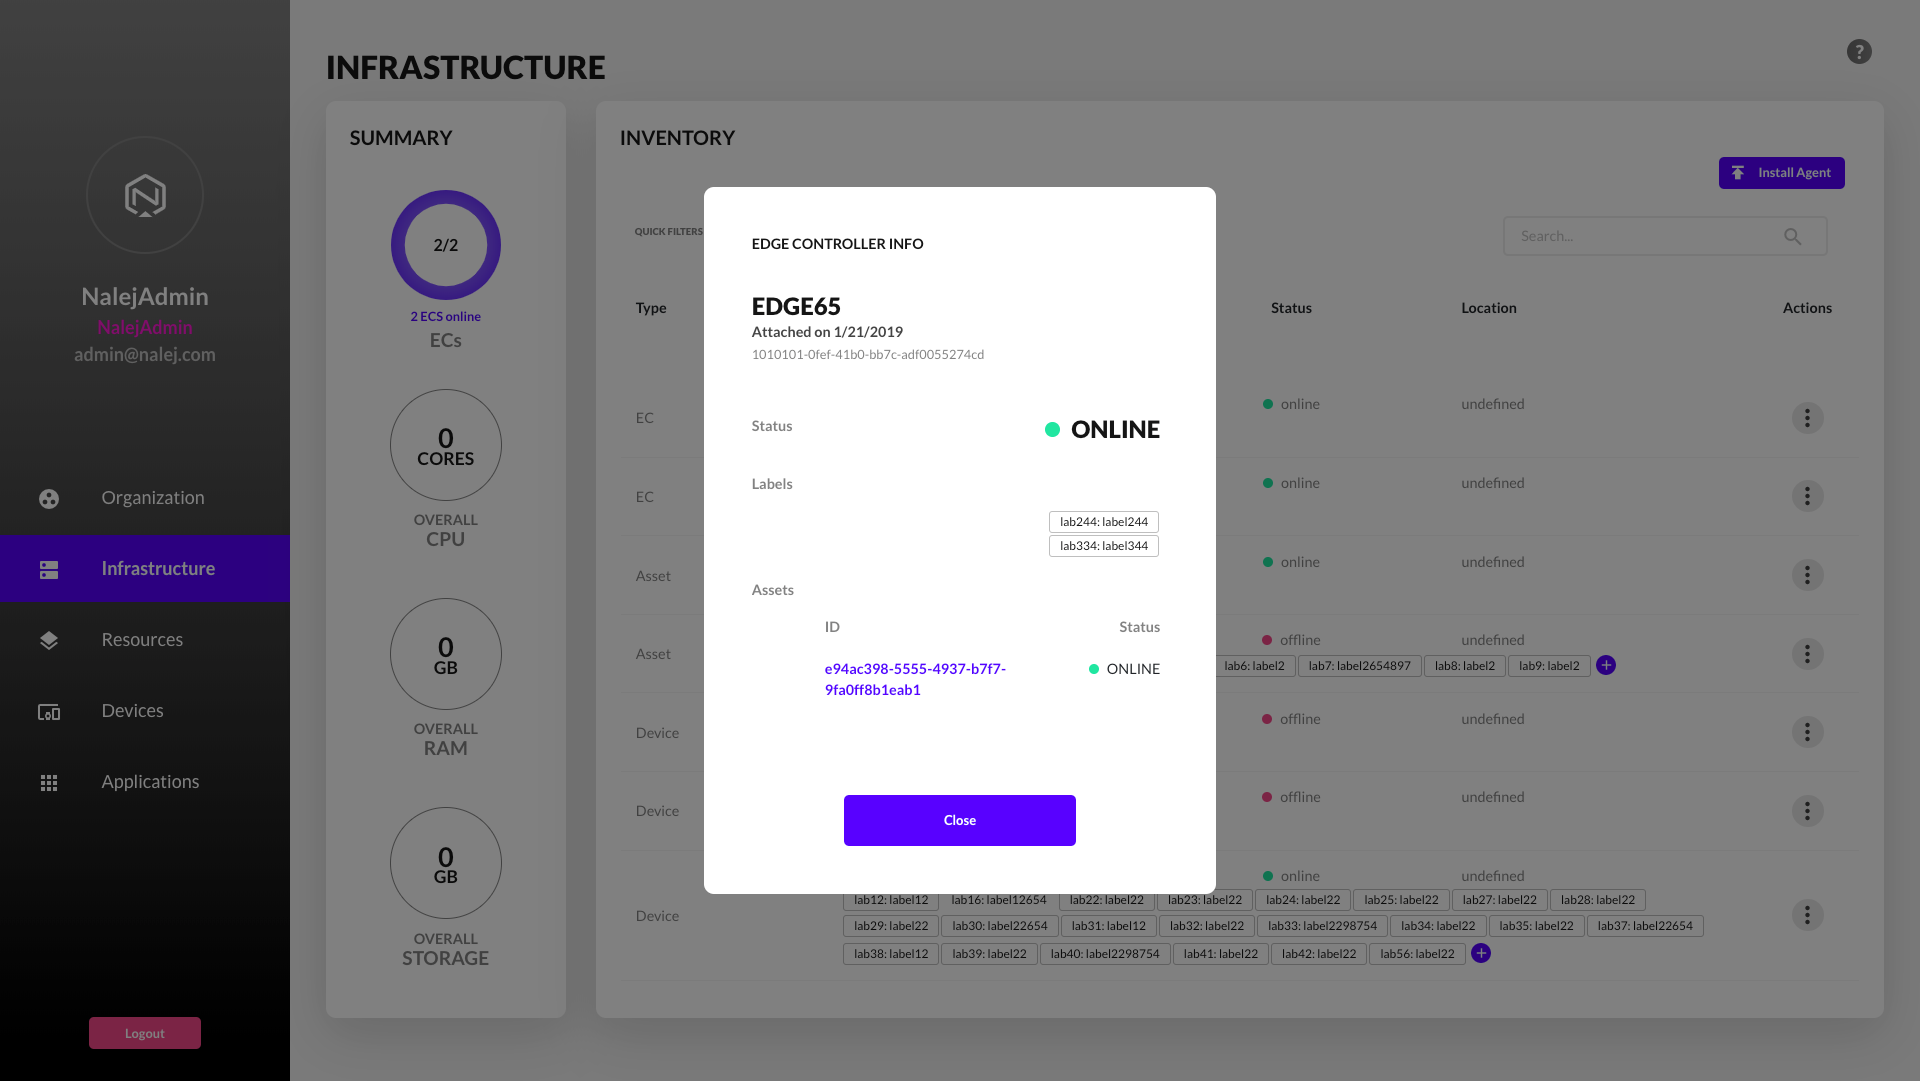 INFRASTRUCTURE
?
NalejAdmin
NalejAdmin
admin@nalej.com
Organization
Infrastructure
Resources
Devices
Applications
Logout
SUMMARY
2/2
2 ECS online
ECs
0
CORES
OVERALL
CPU
0
GB
OVERALL
RAM
0
GB
OVERALL
STORAGE
INVENTORY
Install Agent
QUICK FILTERS
Search...
Type Status Location Actions
EC online undefined
EC online undefined
Asset online undefined
Asset offline undefined
lab6: label2 lab7: label2654897 lab8: label2 lab9: label2 +
Device offline undefined
Device offline undefined
Device online undefined
lab12: label12 lab16: label12654 lab22: label22 lab23: label22 lab24: label22 lab25: label22 lab27: label22 lab28: label22
lab29: label22 lab30: label22654 lab31: label12 lab32: label22 lab33: label2298754 lab34: label22 lab35: label22 lab37: label22654
lab38: label12 lab39: label22 lab40: label2298754 lab41: label22 lab42: label22 lab56: label22 +
EDGE CONTROLLER INFO
EDGE65
Attached on 1/21/2019
1010101-0fef-41b0-bb7c-adf0055274cd
Status ONLINE
Labels
lab244: label244
lab334: label344
Assets
ID Status
e94ac398-5555-4937-b7f7- ONLINE
9fa0ff8b1eab1
Close